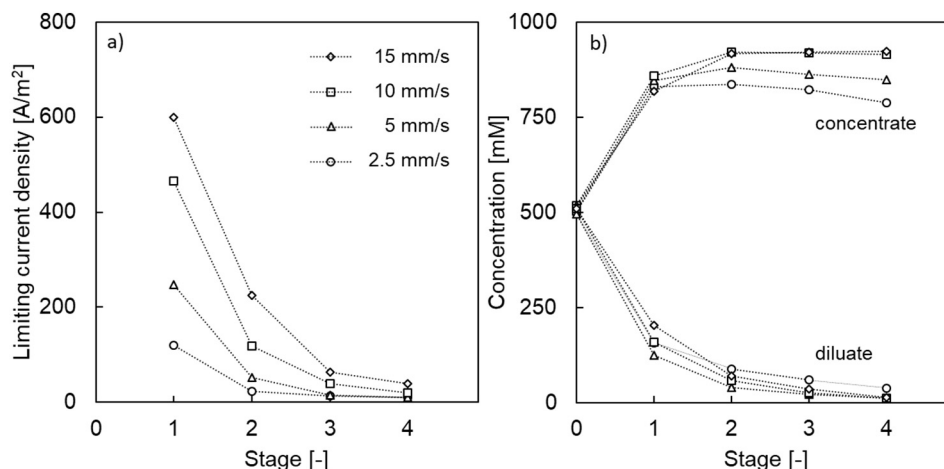 a)
Limiting current density [A/m²]
800
600
400
200
0
0 1 2 3 4
Stage [-]
15 mm/s
10 mm/s
5 mm/s
2.5 mm/s
b)
Concentration [mM]
1000
750
500
250
0
0 1 2 3 4
Stage [-]
concentrate
diluate